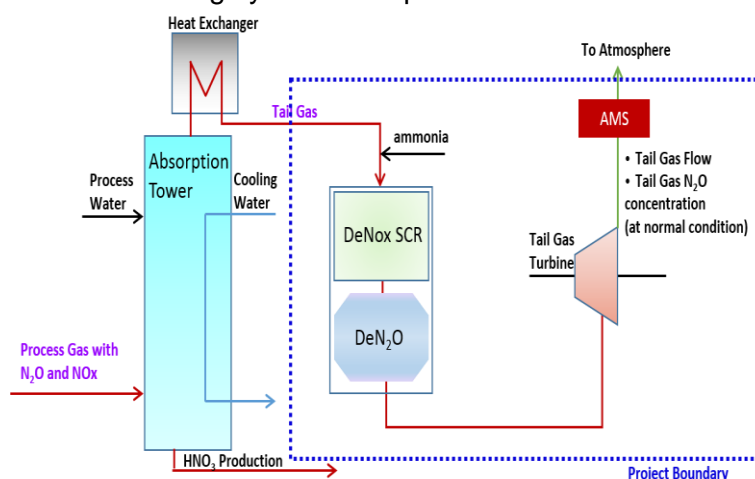 Heat Exchanger
To Atmosphere
Tail Gas
AMS
ammonia
Absorption
Tower
Process
Water
Cooling
Water
• Tail Gas Flow
• Tail Gas N₂O
concentration
(at normal condition)
DeNox SCR
Tail Gas
Turbine
DeN₂O
Process Gas with
N₂O and NOx
HNO₃ Production
Project Boundary